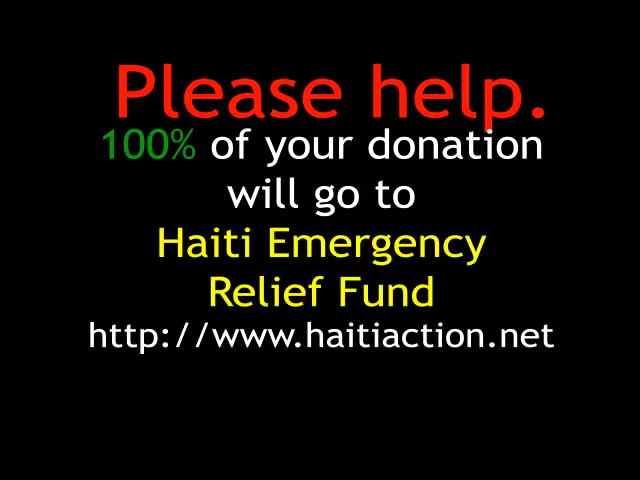 Please help.
100% of your donation
will go to
Haiti Emergency
Relief Fund
http://www.haitiaction.net